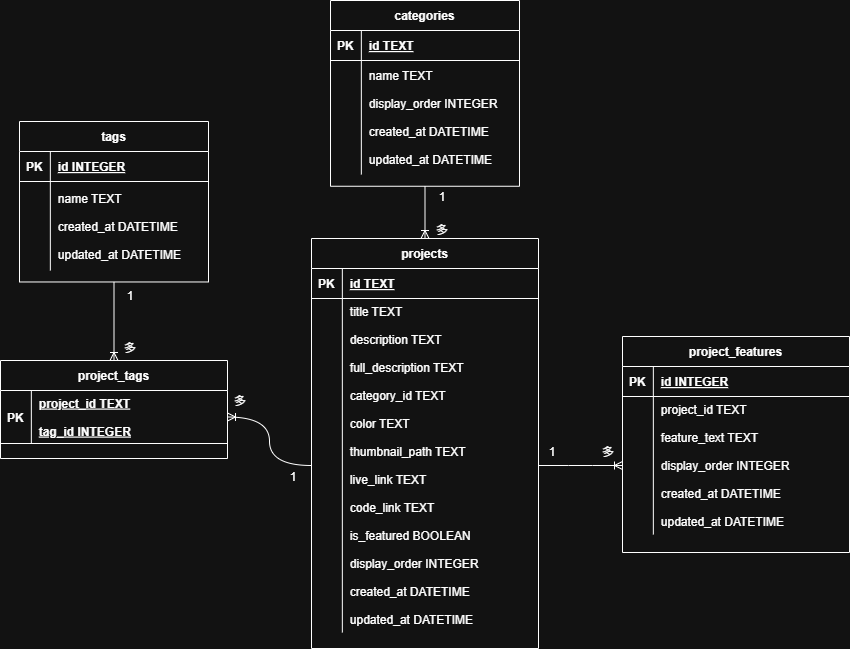 categories
PK id TEXT
name TEXT
display_order INTEGER
created_at DATETIME
updated_at DATETIME
1
多
tags
PK id INTEGER
name TEXT
created_at DATETIME
updated_at DATETIME
1
多
project_tags
PK
project_id TEXT
tag_id INTEGER
多
1
projects
PK id TEXT
title TEXT
description TEXT
full_description TEXT
category_id TEXT
color TEXT
thumbnail_path TEXT
live_link TEXT
code_link TEXT
is_featured BOOLEAN
display_order INTEGER
created_at DATETIME
updated_at DATETIME
1
多
project_features
PK id INTEGER
project_id TEXT
feature_text TEXT
display_order INTEGER
created_at DATETIME
updated_at DATETIME